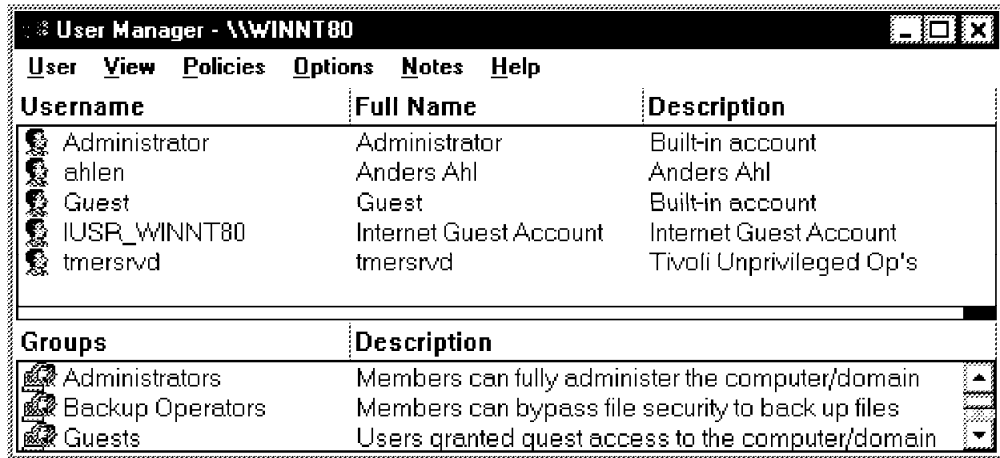 User Manager - \\WINNT80
User View Policies Options Notes Help
Username Full Name Description
Administrator Administrator Built-in account
ahlen Anders Ahl Anders Ahl
Guest Guest Built-in account
IUSR_WINNT80 Internet Guest Account Internet Guest Account
tmersrvd tmersrvd Tivoli Unprivileged Op's
Groups Description
Administrators Members can fully administer the computer/domain
Backup Operators Members can bypass file security to back up files
Guests Users granted guest access to the computer/domain